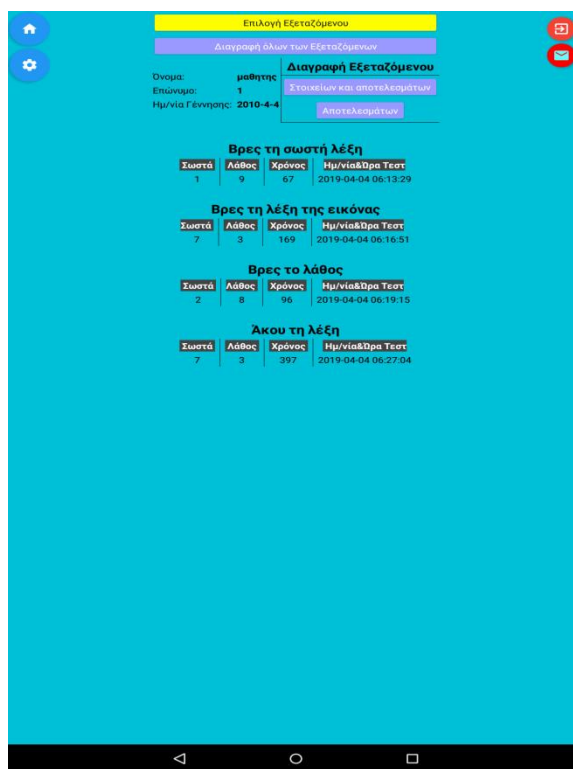 Επιλογή Εξεταζόμενου
Διαγραφή όλων των Εξεταζόμενων
Διαγραφή Εξεταζόμενου
Όνομα: μαθητης
Επώνυμο: 1
Ημ/νία Γέννησης: 2010-4-4
Στοιχείων και αποτελεσμάτων
Αποτελεσμάτων
Βρες τη σωστή λέξη
Σωστά Λάθος Χρόνος Ημ/νία&Ώρα Τεστ
1 9 67 2019-04-04 06:13:29
Βρες τη λέξη της εικόνας
Σωστά Λάθος Χρόνος Ημ/νία&Ώρα Τεστ
7 3 169 2019-04-04 06:16:51
Βρες το λάθος
Σωστά Λάθος Χρόνος Ημ/νία&Ώρα Τεστ
2 8 96 2019-04-04 06:19:15
Άκου τη λέξη
Σωστά Λάθος Χρόνος Ημ/νία&Ώρα Τεστ
7 3 397 2019-04-04 06:27:04